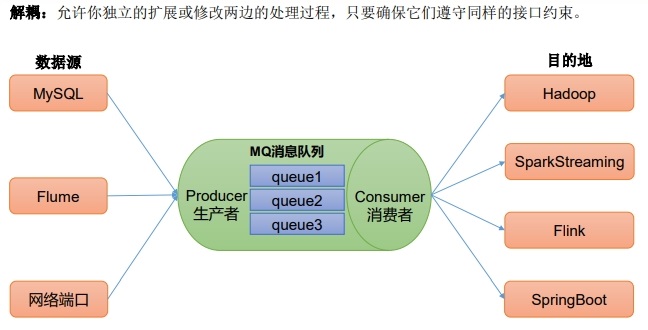 解耦：允许你独立的扩展或修改两边的处理过程，只要确保它们遵守同样的接口约束。
数据源
目的地
MySQL
Flume
网络端口
MQ消息队列
queue1
queue2
queue3
Producer
生产者
Consumer
消费者
Hadoop
SparkStreaming
Flink
SpringBoot